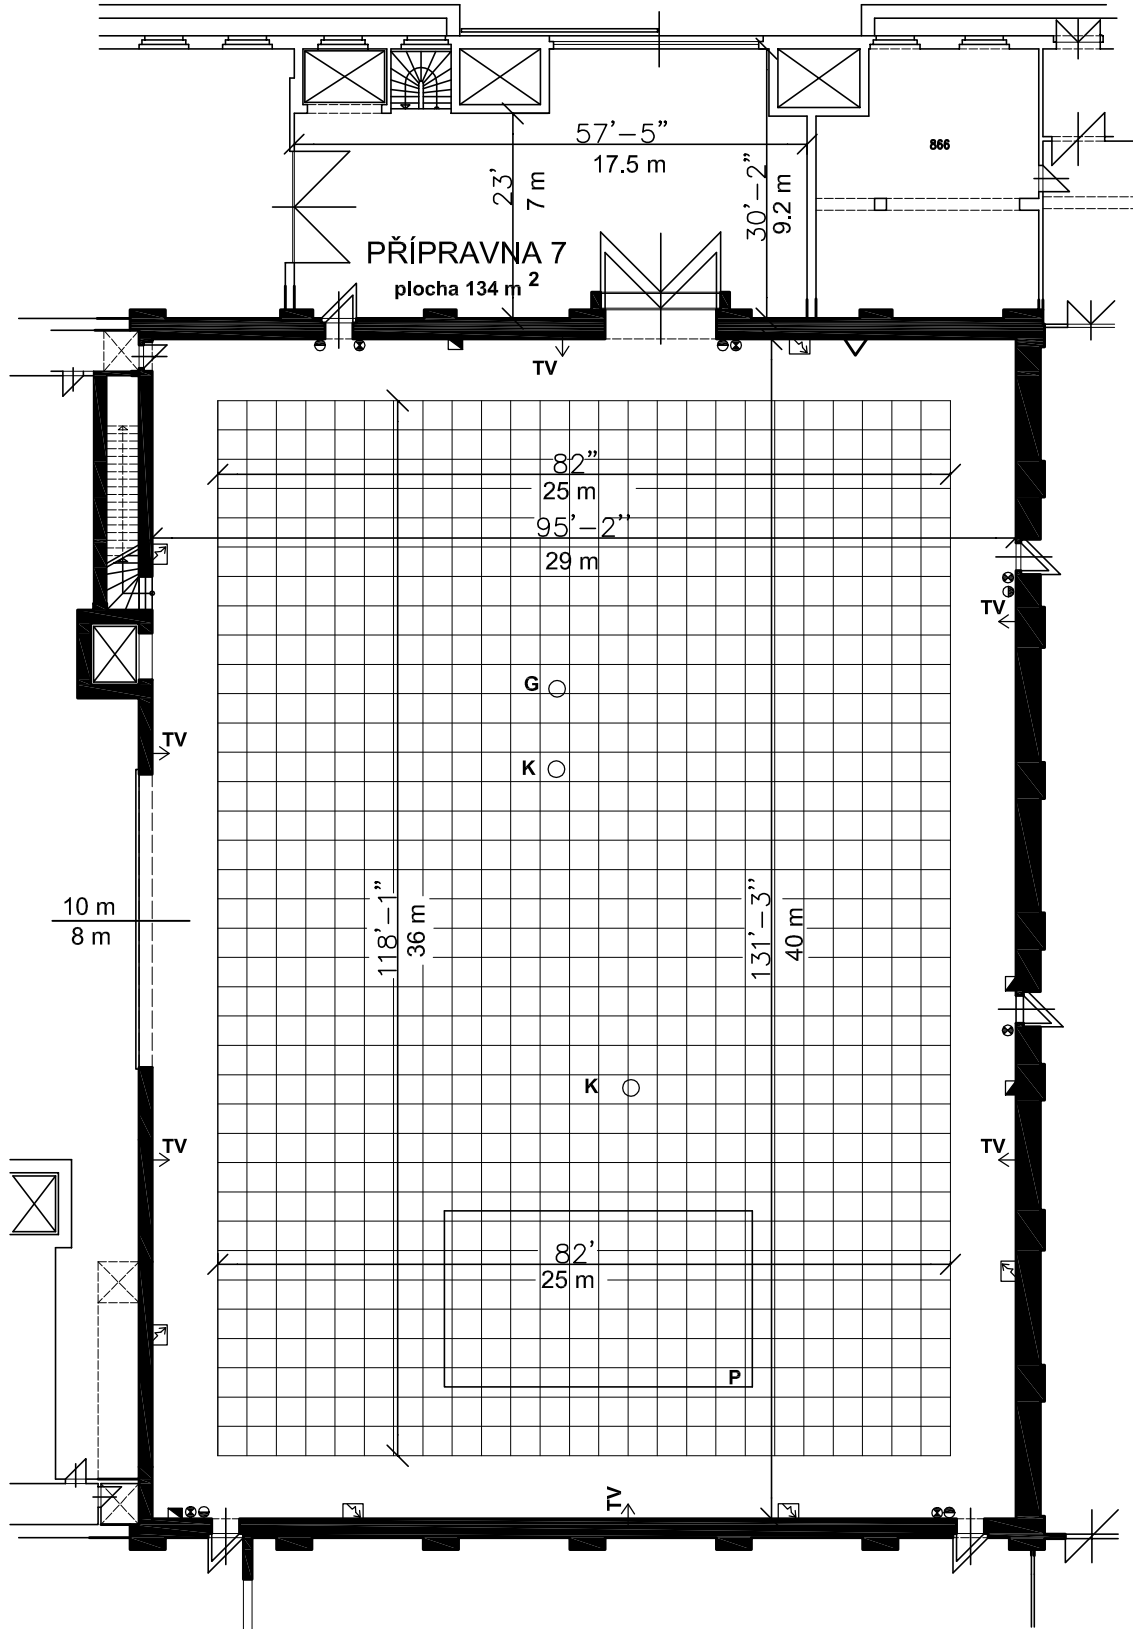 57’–5”
17.5 m
866
23’
7 m
30’–2”
9.2 m
PŘÍPRAVNA 7
plocha 134 m 2
TV
82”
25 m
95’–2’’
29 m
TV
G
TV
K
118’–1”
36 m
131’–3’’
40 m
10 m
8 m
K
TV
TV
82’
25 m
P
TV